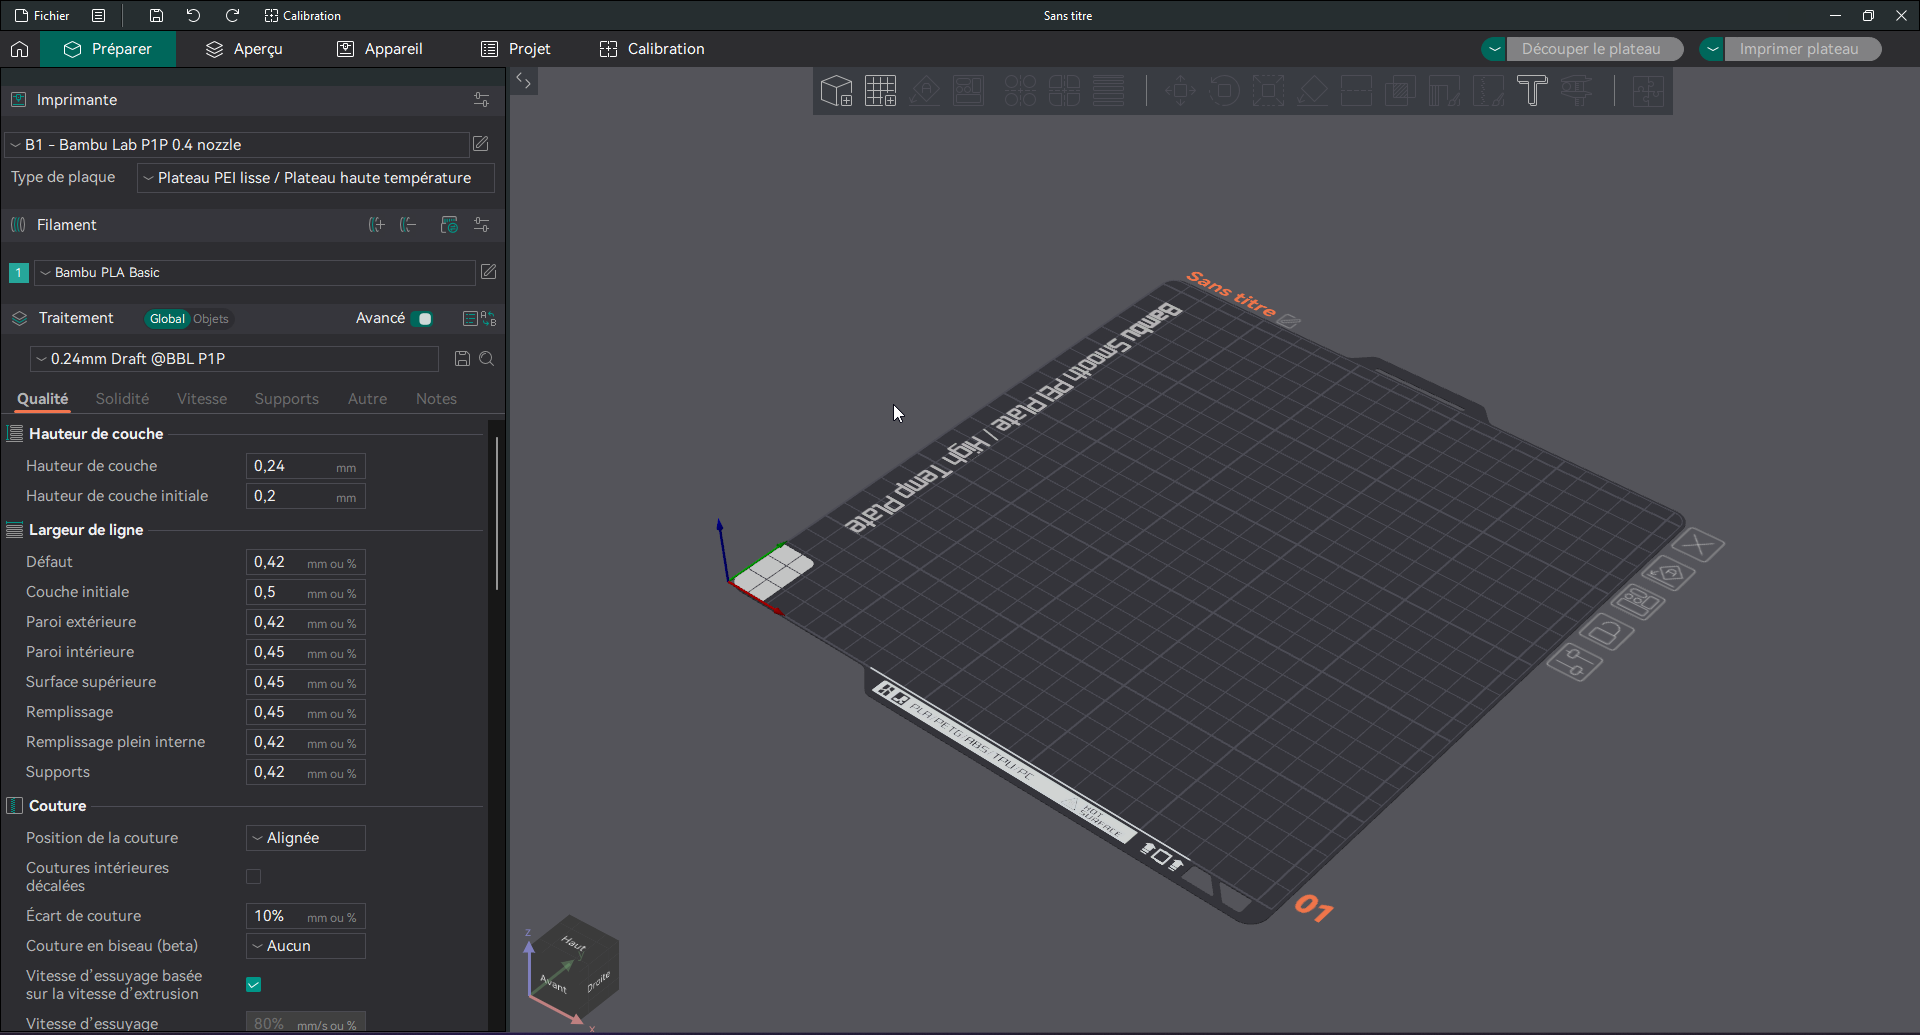 Fichier
Calibration
Sans titre
Préparer
Aperçu
Appareil
Projet
Calibration
Découper le plateau
Imprimer plateau
Imprimante
B1 - Bambu Lab P1P 0.4 nozzle
Type de plaque
Plateau PEI lisse / Plateau haute température
Filament
1
Bambu PLA Basic
Traitement
Global
Objets
Avancé
0.24mm Draft @BBL P1P
Qualité
Solidité
Vitesse
Supports
Autre
Notes
Hauteur de couche
Hauteur de couche 0,24 mm
Hauteur de couche initiale 0,2 mm
Largeur de ligne
Défaut 0,42 mm ou %
Couche initiale 0,5 mm ou %
Paroi extérieure 0,42 mm ou %
Paroi intérieure 0,45 mm ou %
Surface supérieure 0,45 mm ou %
Remplissage 0,45 mm ou %
Remplissage plein interne 0,42 mm ou %
Supports 0,42 mm ou %
Couture
Position de la couture Alignée
Coutures intérieures
décalées
Écart de couture 10% mm ou %
Couture en biseau (beta) Aucun
Vitesse d'essuyage basée
sur la vitesse d'extrusion
Vitesse d'essuyage 80% mm/s ou %
Sans titre
Bambu Smooth PEI Plate / High Temp Plate
PLA/PETG/ABS/TPU/PC
HOT
SURFACE
01
Haut
Avant
Droite
z
y
x